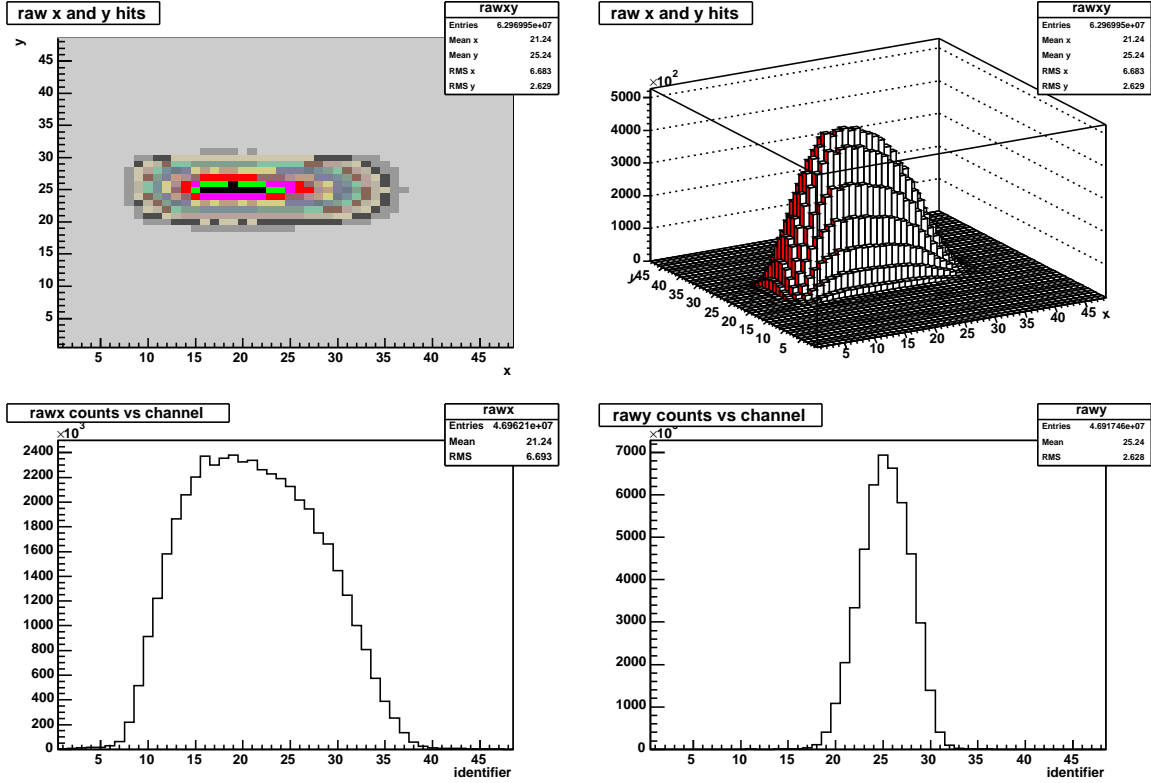 raw x and y hits
rawxy
Entries 6.296995e+07
Mean x 21.24
Mean y 25.24
RMS x 6.683
RMS y 2.629
y
45
40
35
30
25
20
15
10
5
5 10 15 20 25 30 35 40 45
x
raw x and y hits
rawxy
Entries 6.296995e+07
Mean x 21.24
Mean y 25.24
RMS x 6.683
RMS y 2.629
×10²
5000
4000
3000
2000
1000
0
45 40 35 30 25 20 15 10 5
5 10 15 20 25 30 35 40 45 x
rawx counts vs channel
rawx
Entries 4.69621e+07
Mean 21.24
RMS 6.693
×10³
2400
2200
2000
1800
1600
1400
1200
1000
800
600
400
200
0
5 10 15 20 25 30 35 40 45
identifier
rawy counts vs channel
rawy
Entries 4.691746e+07
Mean 25.24
RMS 2.628
7000
6000
5000
4000
3000
2000
1000
0
5 10 15 20 25 30 35 40 45
identifier